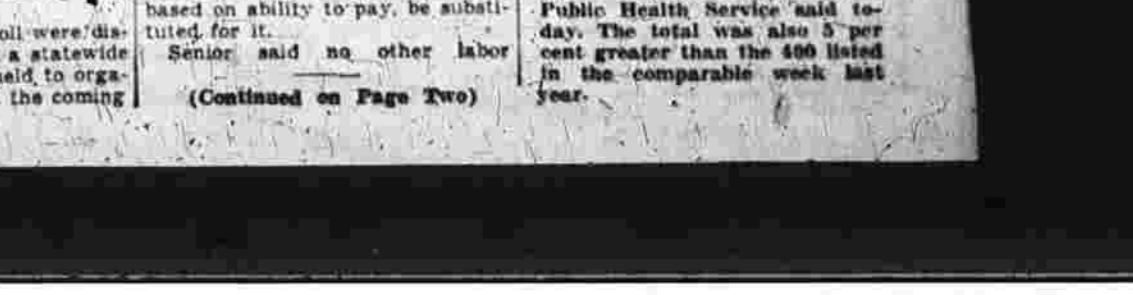 oll were dis-
a statewide
held to orga-
the coming
based on ability to pay, be substi-
tuted for it.
Senior said no other labor
(Continued on Page Two)
Public Health Service said to-
day. The total was also 5 per
cent greater than the 400 listed
in the comparable week last
year.